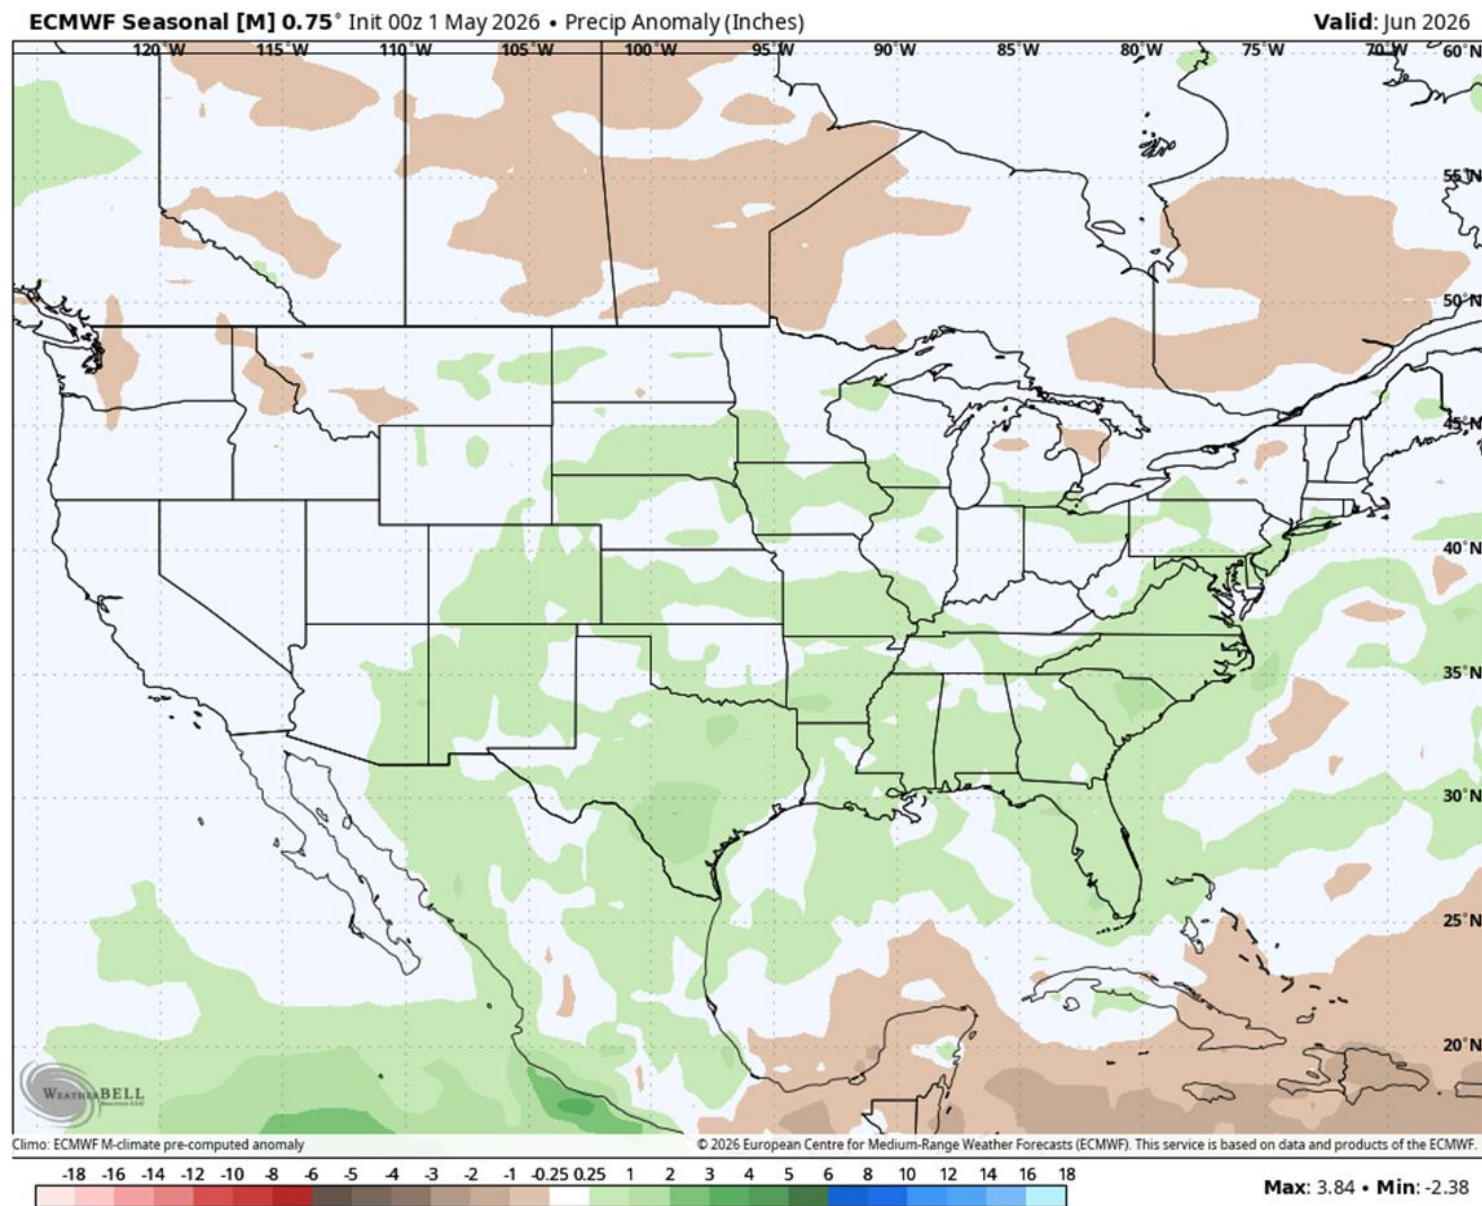 ECMWF Seasonal [M] 0.75° Init 00z 1 May 2026 • Precip Anomaly (Inches) Valid: Jun 2026
120°W 115°W 110°W 105°W 100°W 95°W 90°W 85°W 80°W 75°W 70°W 60°N
55°N
50°N
45°N
40°N
35°N
30°N
25°N
20°N
WEATHERBELL
Climo: ECMWF M-climate pre-computed anomaly © 2026 European Centre for Medium-Range Weather Forecasts (ECMWF). This service is based on data and products of the ECMWF.
-18 -16 -14 -12 -10 -8 -6 -5 -4 -3 -2 -1 -0.25 0.25 1 2 3 4 5 6 8 10 12 14 16 18
Max: 3.84 • Min: -2.38